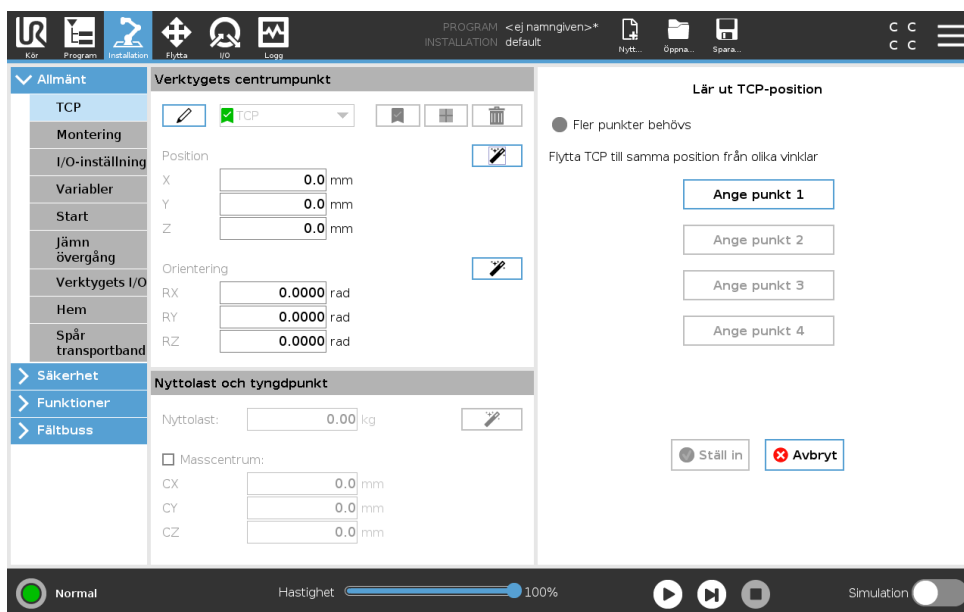 UR
Kör
Program
Installation
Flytta
I/O
Logg
PROGRAM <ej namngiven>*
INSTALLATION default
Nytt...
Öppna...
Spara...
C C
C C
Allmänt
TCP
Montering
I/O-inställning
Variabler
Start
Jämn
övergång
Verktygets I/O
Hem
Spår
transportband
Säkerhet
Funktioner
Fältbuss
Verktygets centrumpunkt
TCP
Position
X 0.0 mm
Y 0.0 mm
Z 0.0 mm
Orientering
RX 0.0000 rad
RY 0.0000 rad
RZ 0.0000 rad
Nyttolast och tyngdpunkt
Nyttolast: 0.00 kg
Masscentrum:
CX 0.0 mm
CY 0.0 mm
CZ 0.0 mm
Lär ut TCP-position
Fler punkter behövs
Flytta TCP till samma position från olika vinklar
Ange punkt 1
Ange punkt 2
Ange punkt 3
Ange punkt 4
Ställ in
Avbryt
Normal
Hastighet 100%
Simulation